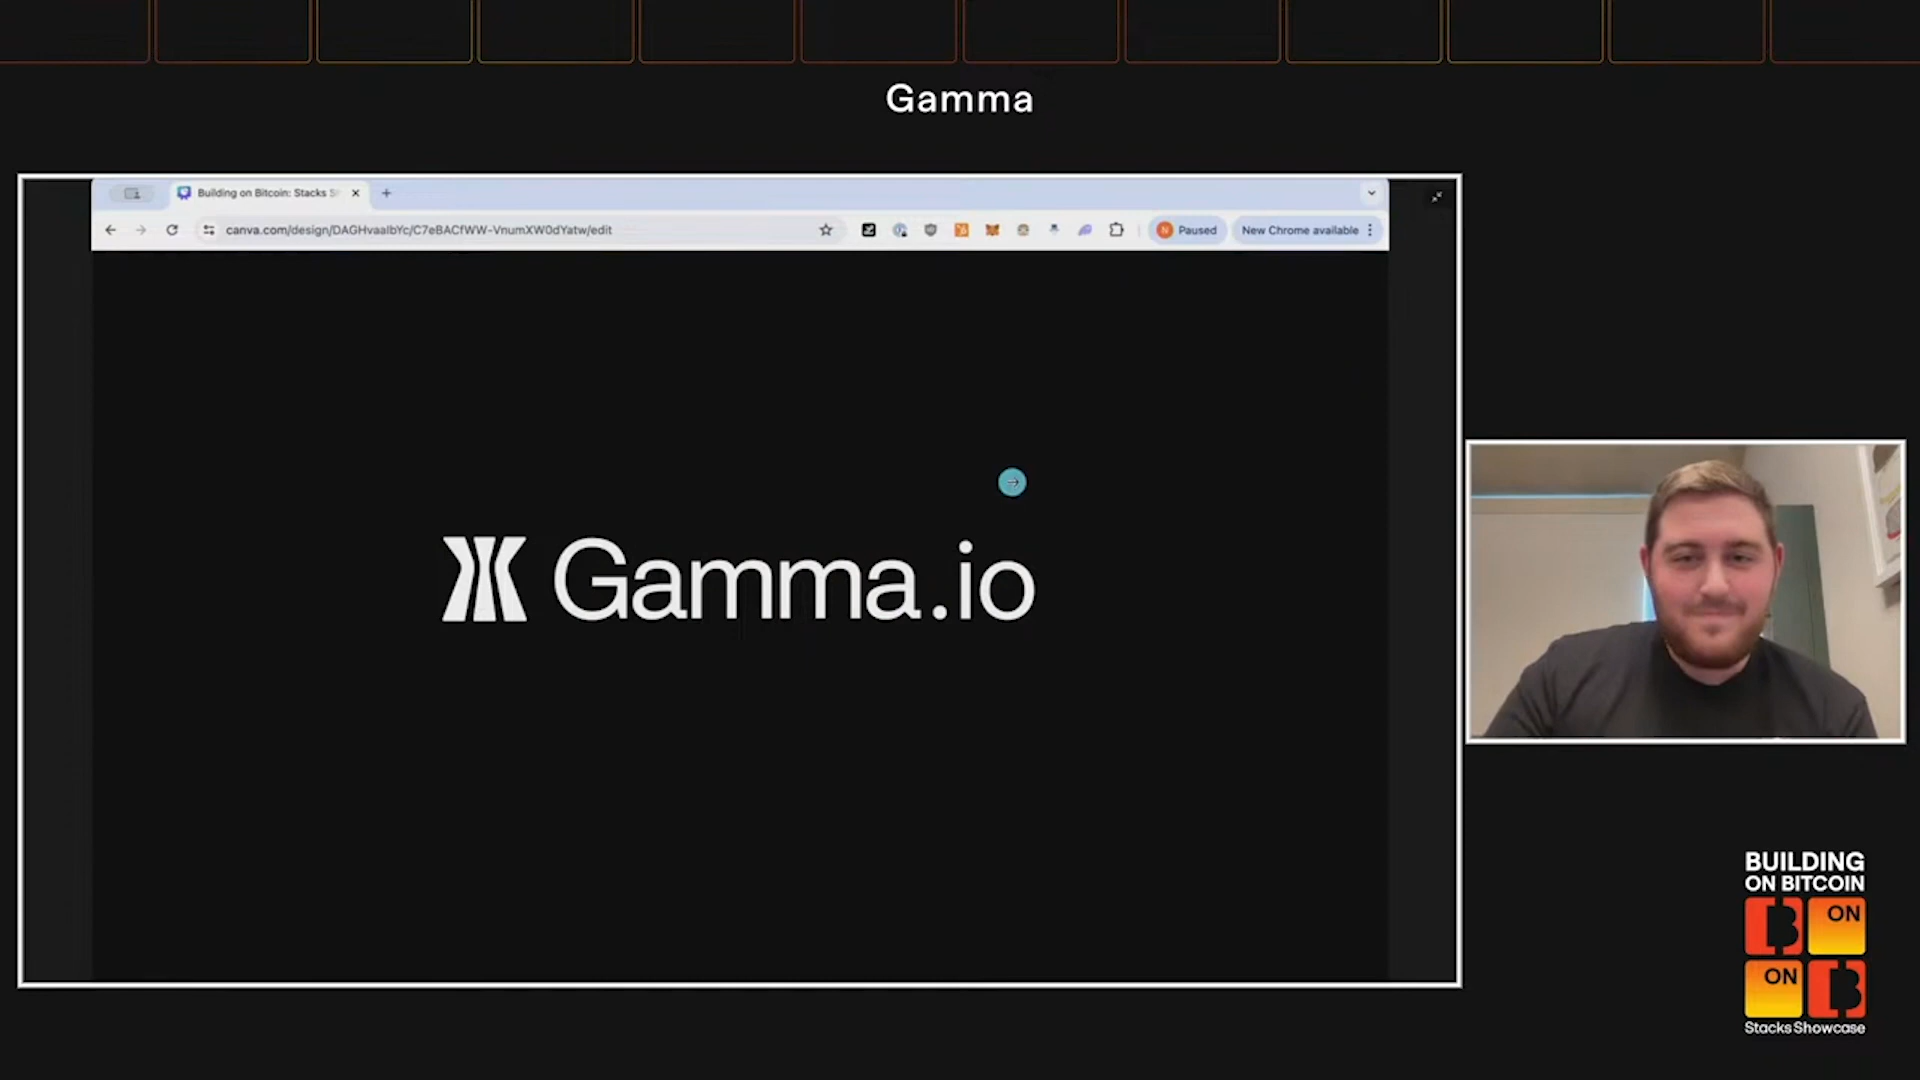 Gamma
Building on Bitcoin: Stacks S
canva.com/design/DAGHvaalbYc/C7eBACfWW-VnumXW0dYatw/edit
N Paused
New Chrome available
Gamma.io
BUILDING
ON BITCOIN
B ON
ON B
Stacks Showcase